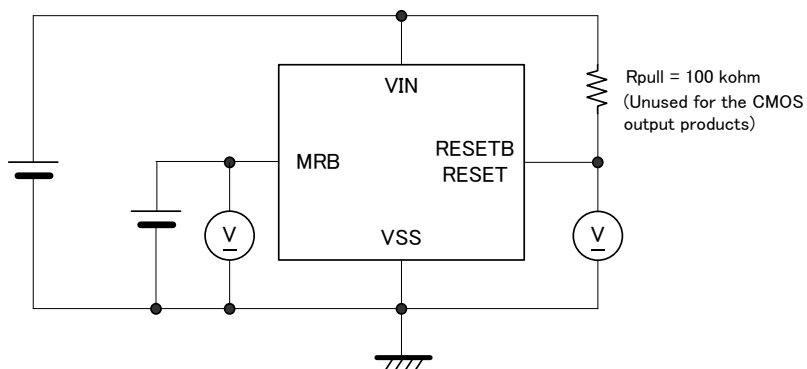 VIN
Rpull = 100 kohm
(Unused for the CMOS
output products)
MRB
RESETB
RESET
V
VSS
V